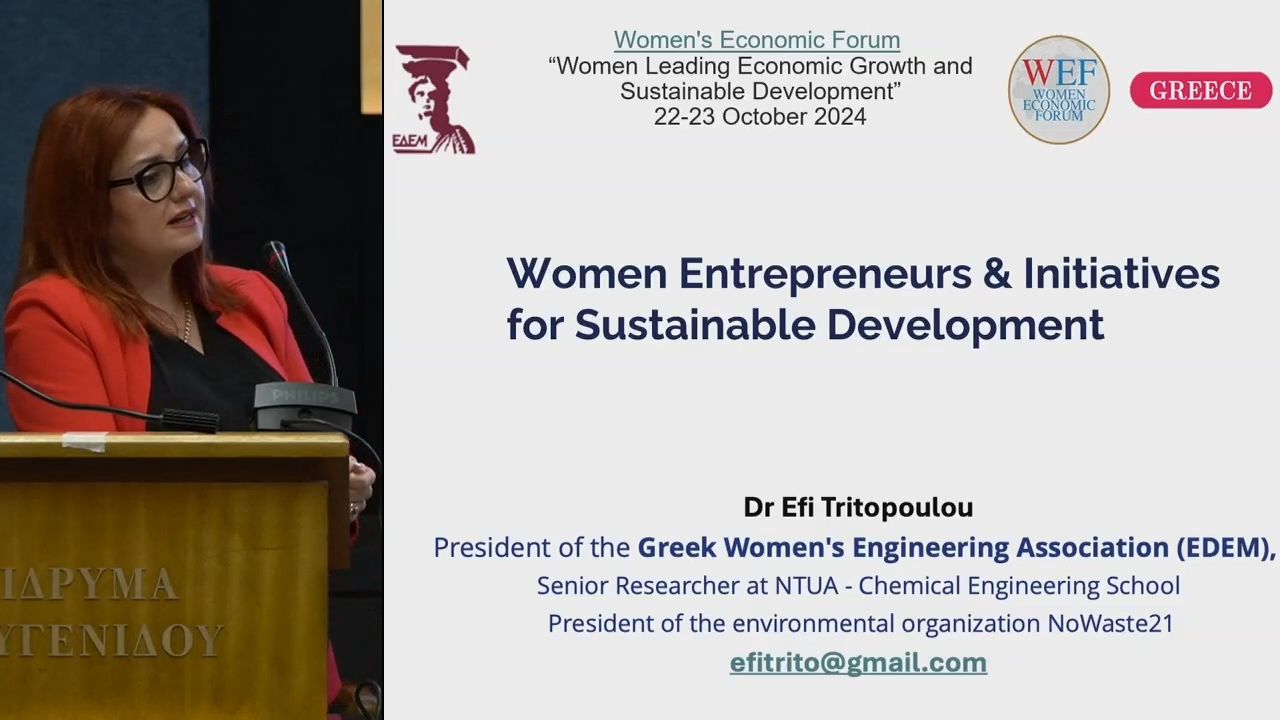 Women's Economic Forum
“Women Leading Economic Growth and
Sustainable Development”
22-23 October 2024
ΕΔΕΜ
WEF
WOMEN
ECONOMIC
FORUM
GREECE
Women Entrepreneurs & Initiatives
for Sustainable Development
PHILIPS
Dr Efi Tritopoulou
President of the Greek Women's Engineering Association (EDEM),
Senior Researcher at NTUA - Chemical Engineering School
President of the environmental organization NoWaste21
efitrito@gmail.com
ΙΔΡΥΜΑ
ΥΓΕΝΙΔΟΥ